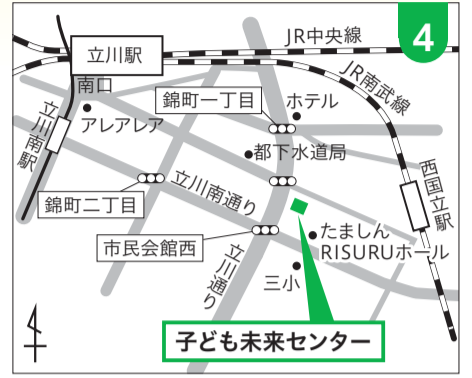 JR中央線
4
立川駅
JR南武線
南口
錦町一丁目
ホテル
アレアレア
立川南駅
都下水道局
西国立駅
立川南通り
錦町二丁目
たましん
RISURUホール
市民会館西
立川通り
三小
子ども未来センター